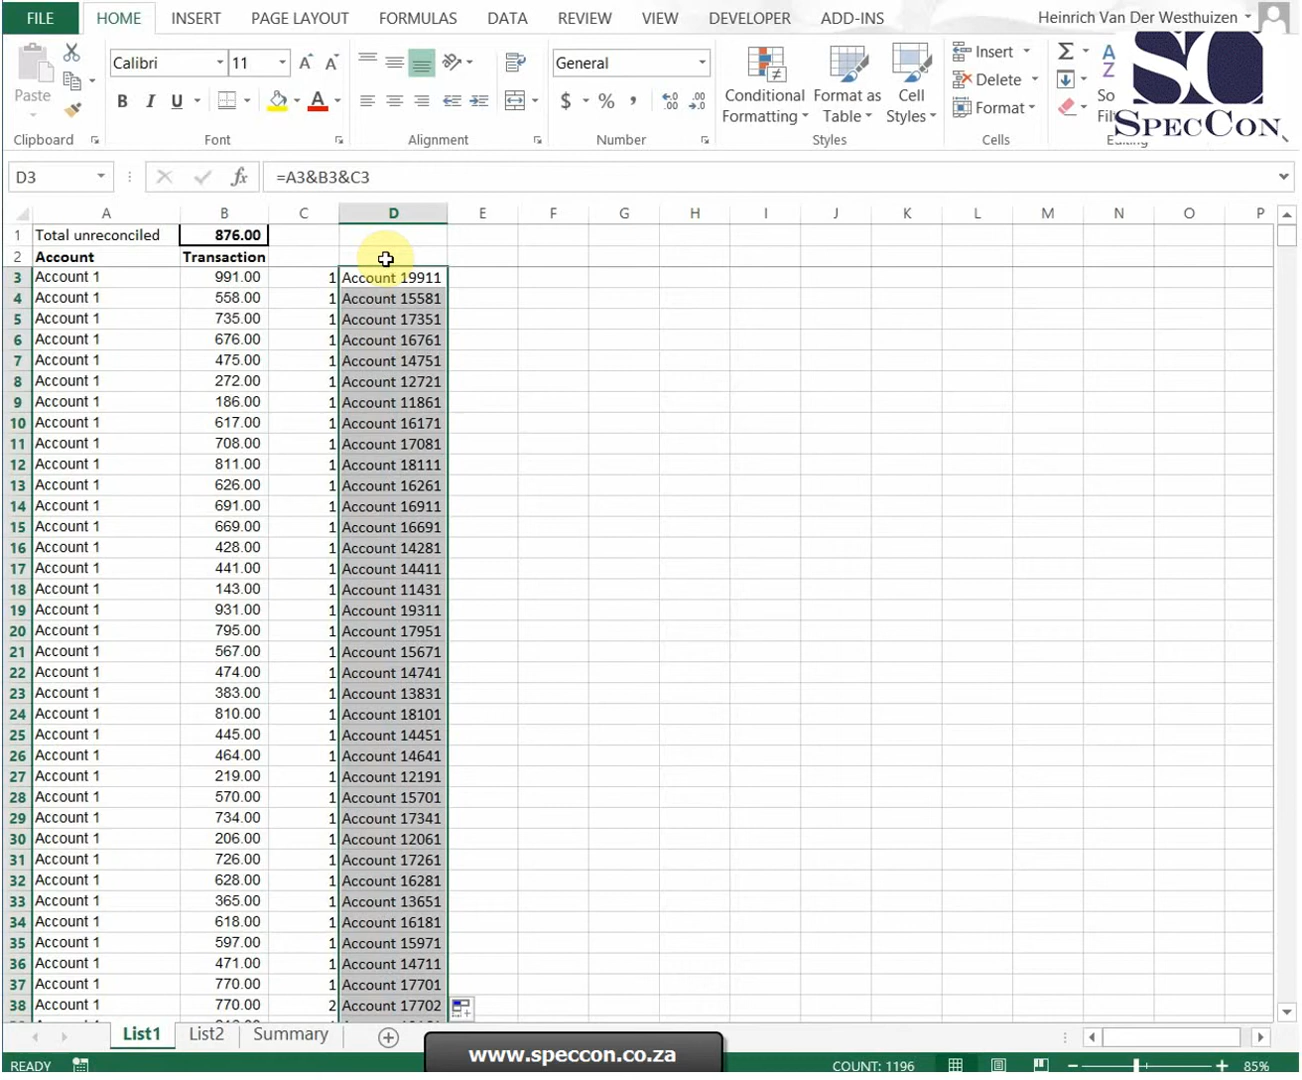 FILE HOME INSERT PAGE LAYOUT FORMULAS DATA REVIEW VIEW DEVELOPER ADD-INS Heinrich Van Der Westhuizen
Calibri 11 General Insert Σ A
Paste B I U A $ % Conditional Format as Cell Delete Z So
Formatting Table Styles Format Fil
SC
SPECCON
Clipboard Font Alignment Number Styles Cells
D3 fx =A3&B3&C3
A B C D E F G H I J K L M N O P
1 Total unreconciled 876.00
2 Account Transaction
3 Account 1 991.00 1 Account 19911
4 Account 1 558.00 1 Account 15581
5 Account 1 735.00 1 Account 17351
6 Account 1 676.00 1 Account 16761
7 Account 1 475.00 1 Account 14751
8 Account 1 272.00 1 Account 12721
9 Account 1 186.00 1 Account 11861
10 Account 1 617.00 1 Account 16171
11 Account 1 708.00 1 Account 17081
12 Account 1 811.00 1 Account 18111
13 Account 1 626.00 1 Account 16261
14 Account 1 691.00 1 Account 16911
15 Account 1 669.00 1 Account 16691
16 Account 1 428.00 1 Account 14281
17 Account 1 441.00 1 Account 14411
18 Account 1 143.00 1 Account 11431
19 Account 1 931.00 1 Account 19311
20 Account 1 795.00 1 Account 17951
21 Account 1 567.00 1 Account 15671
22 Account 1 474.00 1 Account 14741
23 Account 1 383.00 1 Account 13831
24 Account 1 810.00 1 Account 18101
25 Account 1 445.00 1 Account 14451
26 Account 1 464.00 1 Account 14641
27 Account 1 219.00 1 Account 12191
28 Account 1 570.00 1 Account 15701
29 Account 1 734.00 1 Account 17341
30 Account 1 206.00 1 Account 12061
31 Account 1 726.00 1 Account 17261
32 Account 1 628.00 1 Account 16281
33 Account 1 365.00 1 Account 13651
34 Account 1 618.00 1 Account 16181
35 Account 1 597.00 1 Account 15971
36 Account 1 471.00 1 Account 14711
37 Account 1 770.00 1 Account 17701
38 Account 1 770.00 2 Account 17702
List1 List2 Summary
www.speccon.co.za
READY COUNT: 1196 85%